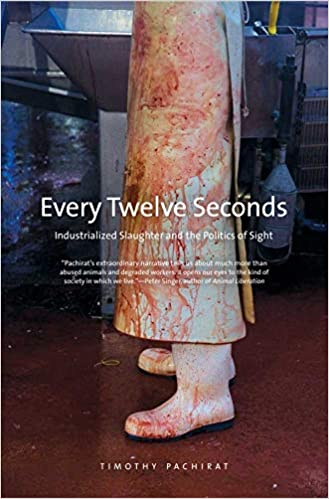 Every Twelve Seconds
Industrialized Slaughter and the Politics of Sight
"Pachirat's extraordinary narrative tells us about much more than
abused animals and degraded workers. It opens our eyes to the kind of
society in which we live."—Peter Singer, author of Animal Liberation
TIMOTHY PACHIRAT